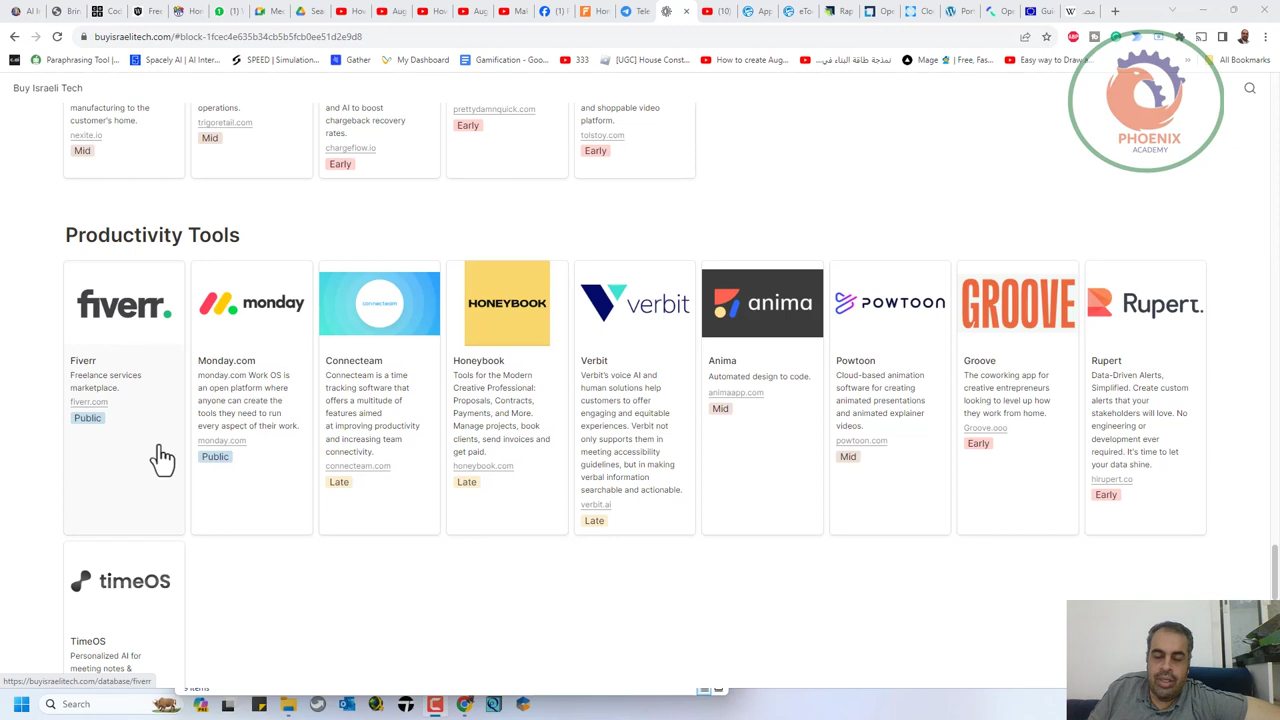 buyisraelitech.com/#block-1fcec4e635b34cb5b5fcb0ee51d2e9d8
Paraphrasing Tool |...
Spacely AI | AI Inter...
SPEED | Simulation...
Gather
My Dashboard
Gamification - Goo...
333
[UGC] House Const...
How to create Aug...
نمذجة طاقة البناء في...
Mage | Free, Fas...
Easy way to Draw a...
All Bookmarks
Buy Israeli Tech
PHOENIX
ACADEMY
manufacturing to the
customer's home.
nexite.io
Mid
operations.
trigoretail.com
Mid
and AI to boost
chargeback recovery
rates.
chargeflow.io
Early
prettydamnquick.com
Early
and shoppable video
platform.
tolstoy.com
Early
Productivity Tools
fiverr.
Fiverr
Freelance services
marketplace.
fiverr.com
Public
monday
Monday.com
monday.com Work OS is
an open platform where
anyone can create the
tools they need to run
every aspect of their work.
monday.com
Public
connecteam
Connecteam
Connecteam is a time
tracking software that
offers a multitude of
features aimed
at improving productivity
and increasing team
connectivity.
connecteam.com
Late
HONEYBOOK
Honeybook
Tools for the Modern
Creative Professional:
Proposals, Contracts,
Payments, and More.
Manage projects, book
clients, send invoices and
get paid.
honeybook.com
Late
verbit
Verbit
Verbit's voice AI and
human solutions help
customers to offer
engaging and equitable
experiences. Verbit not
only supports them in
meeting accessibility
guidelines, but in making
verbal information
searchable and actionable.
verbit.ai
Late
anima
Anima
Automated design to code.
animaapp.com
Mid
POWTOON
Powtoon
Cloud-based animation
software for creating
animated presentations
and animated explainer
videos.
powtoon.com
Mid
GROOVE
Groove
The coworking app for
creative entrepreneurs
looking to level up how
they work from home.
Groove.ooo
Early
Rupert.
Rupert
Data-Driven Alerts,
Simplified. Create custom
alerts that your
stakeholders will love. No
engineering or
development ever
required. It's time to let
your data shine.
hirupert.co
Early
timeOS
TimeOS
Personalized AI for
meeting notes &
https://buyisraelitech.com/database/fiverr
9 items
Search